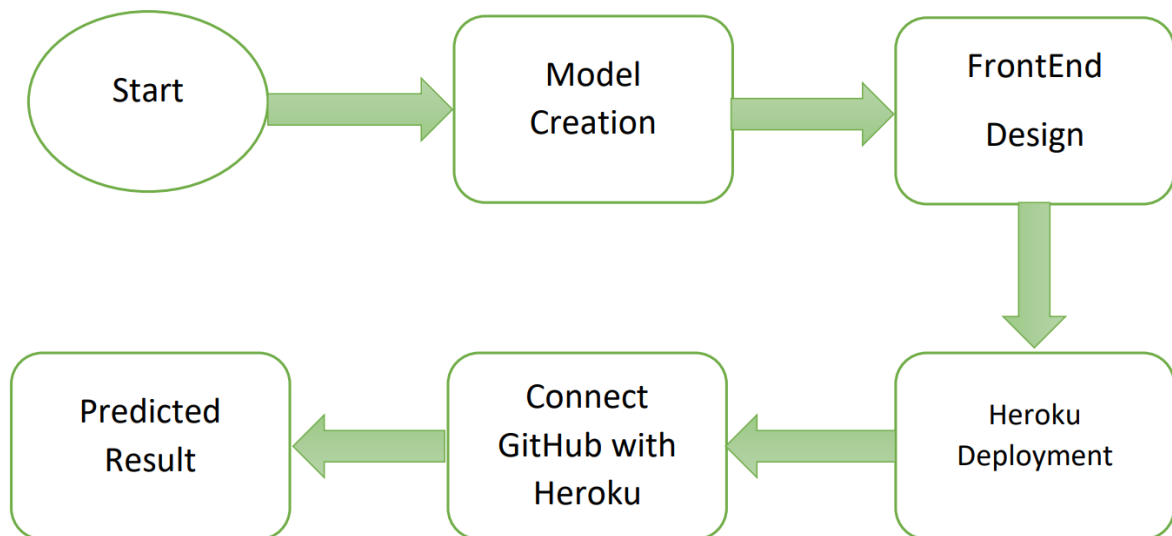 Start
Model
Creation
FrontEnd
Design
Heroku
Deployment
Connect
GitHub with
Heroku
Predicted
Result